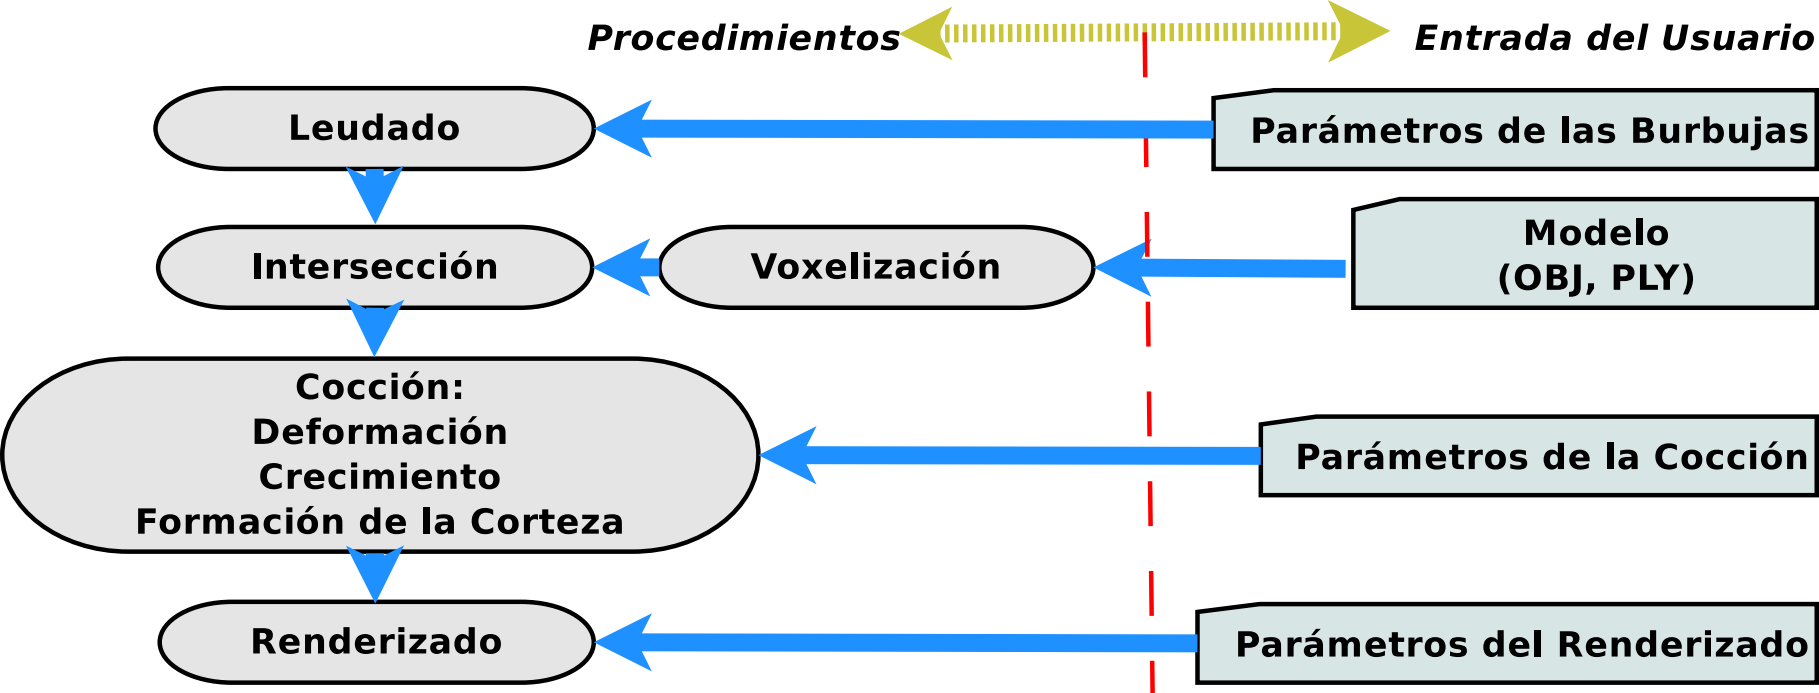 Procedimientos
Entrada del Usuario
Leudado
Parámetros de las Burbujas
Intersección
Voxelización
Modelo
(OBJ, PLY)
Cocción:
Deformación
Crecimiento
Formación de la Corteza
Parámetros de la Cocción
Renderizado
Parámetros del Renderizado